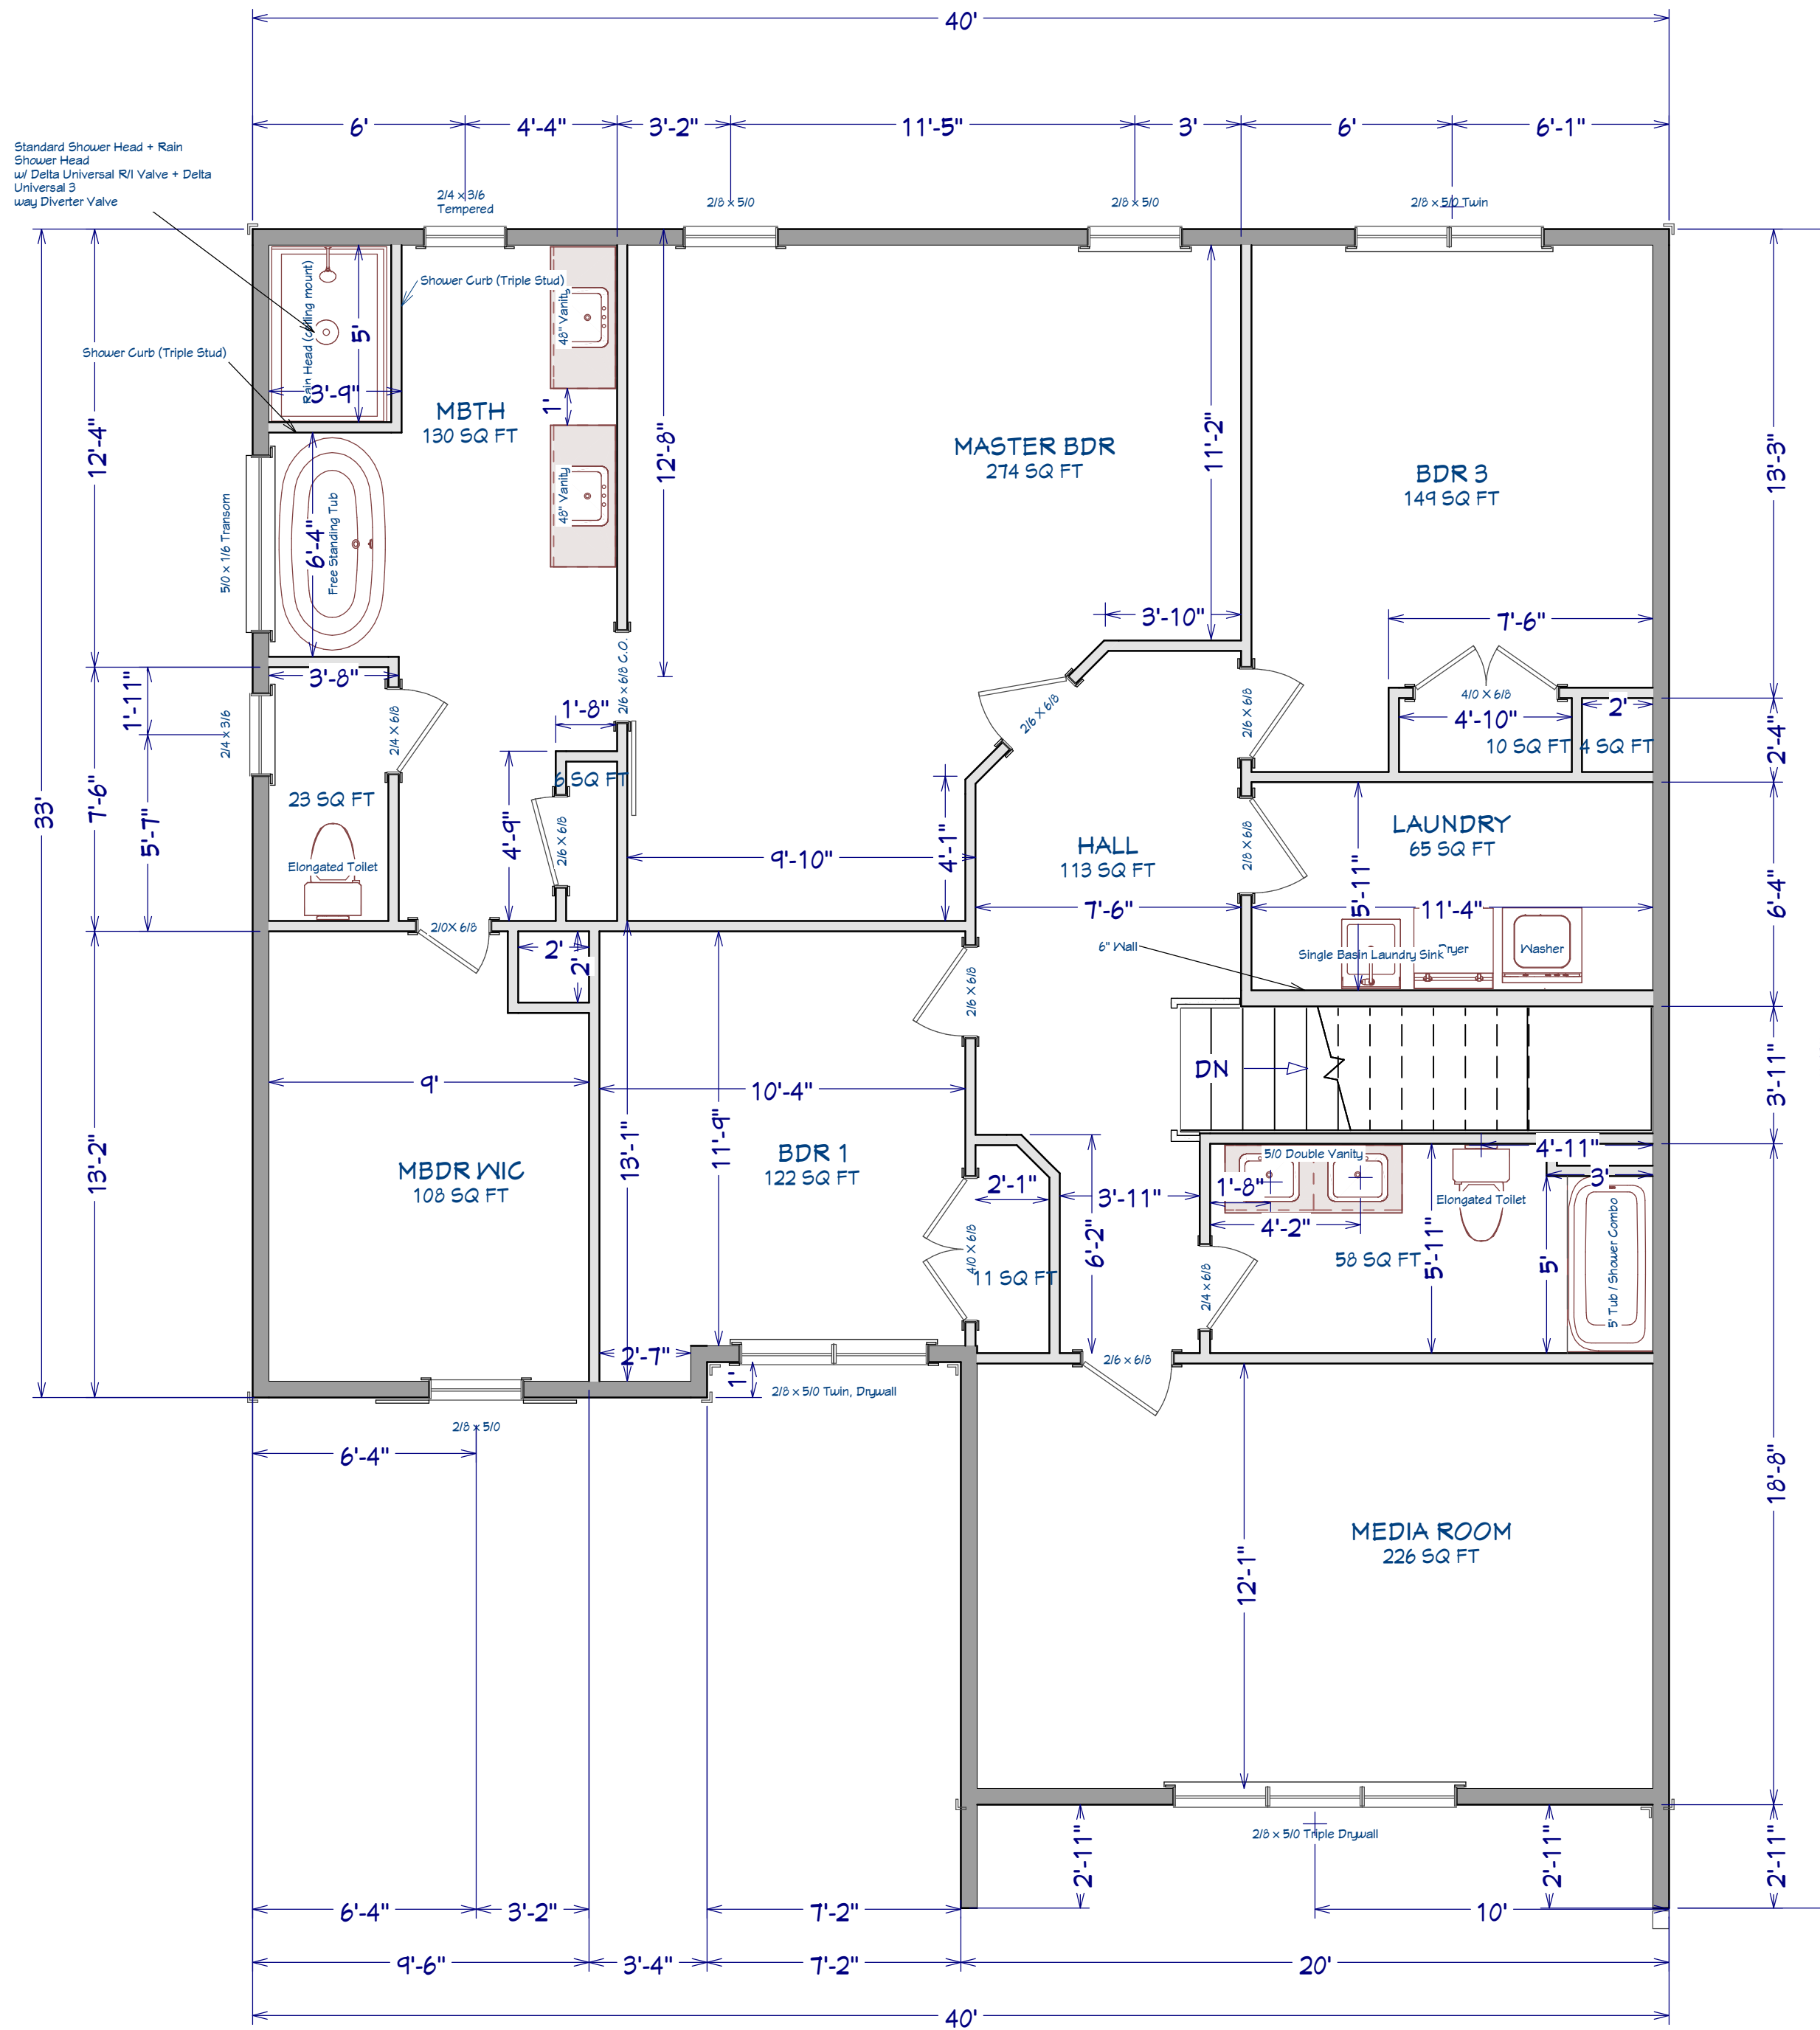 40'
6'
4'-4"
3'-2"
11'-5"
3'
6'
6'-1"
Standard Shower Head + Rain
Shower Head
w/ Delta Universal R/I Valve + Delta
Universal 3
way Diverter Valve
2/4 x 3/6
Tempered
2/8 x 5/0
2/8 x 5/0
2/8 x 5/0 Twin
Shower Curb (Triple Stud)
Rain Head (ceiling mount)
5'
3'-9"
48" Vanity
Shower Curb (Triple Stud)
1'
MBTH
130 SQ FT
48" Vanity
12'-8"
MASTER BDR
274 SQ FT
11'-2"
BDR 3
149 SQ FT
12'-4"
13'-3"
5/0 x 1/6 Transom
6'-4"
Free Standing Tub
3'-10"
7'-6"
2/6 x 6/8 C.O.
3'-8"
1'-11"
2/4 x 3/6
2/4 X 6/8
1'-8"
2/6 X 6/8
2/6 X 6/8
4/0 X 6/8
4'-10"
2'
10 SQ FT
4 SQ FT
2'-4"
6 SQ FT
23 SQ FT
33'
7'-6"
5'-7"
4'-9"
2/6 X 6/8
9'-10"
4'-1"
HALL
113 SQ FT
2/8 X 6/8
LAUNDRY
65 SQ FT
Elongated Toilet
7'-6"
5'-11"
11'-4"
6'-4"
2/0X 6/8
2'
2'
6" Wall
Single Basin Laundry Sink
Washer
2/6 X 6/8
9'
10'-4"
DN
3'-11"
13'-2"
13'-1"
11'-9"
MBDR WIC
108 SQ FT
BDR 1
122 SQ FT
2'-1"
3'-11"
5/0 Double Vanity
4'-11"
3'
1'-8"
Elongated Toilet
4'-2"
6'-2"
4/0 X 6/8
11 SQ FT
2/4 X 6/8
58 SQ FT
5'-11"
5'
5' Tub / Shower Combo
2'-7"
1'
2/6 X 6/8
2/8 x 5/0 Twin, Drywall
2/8 x 5/0
6'-4"
18'-8"
MEDIA ROOM
226 SQ FT
12'-1"
2/8 x 5/0 Triple Drywall
2'-11"
2'-11"
2'-11"
6'-4"
3'-2"
7'-2"
10'
9'-6"
3'-4"
7'-2"
20'
40'